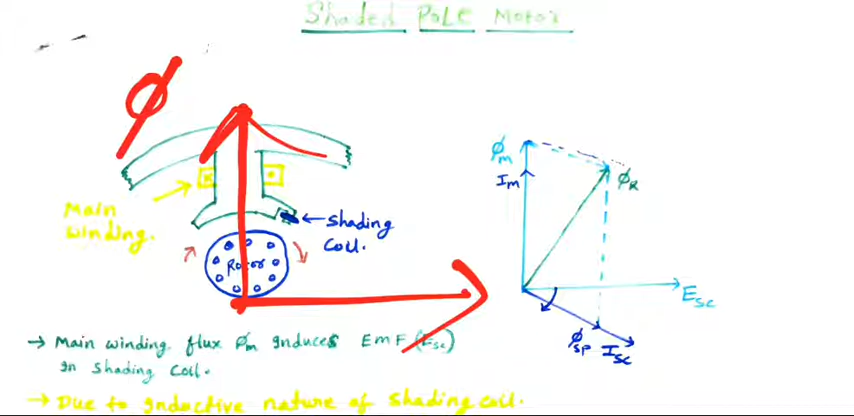 Shaded Pole Motor
ϕ
ϕm
Im
ϕR
Main
winding.
Shading
coil.
Rotor
Esc
ϕsp Isc
→ Main winding flux ϕm induces EMF (Esc)
in shading coil.
→ Due to inductive nature of shading coil.